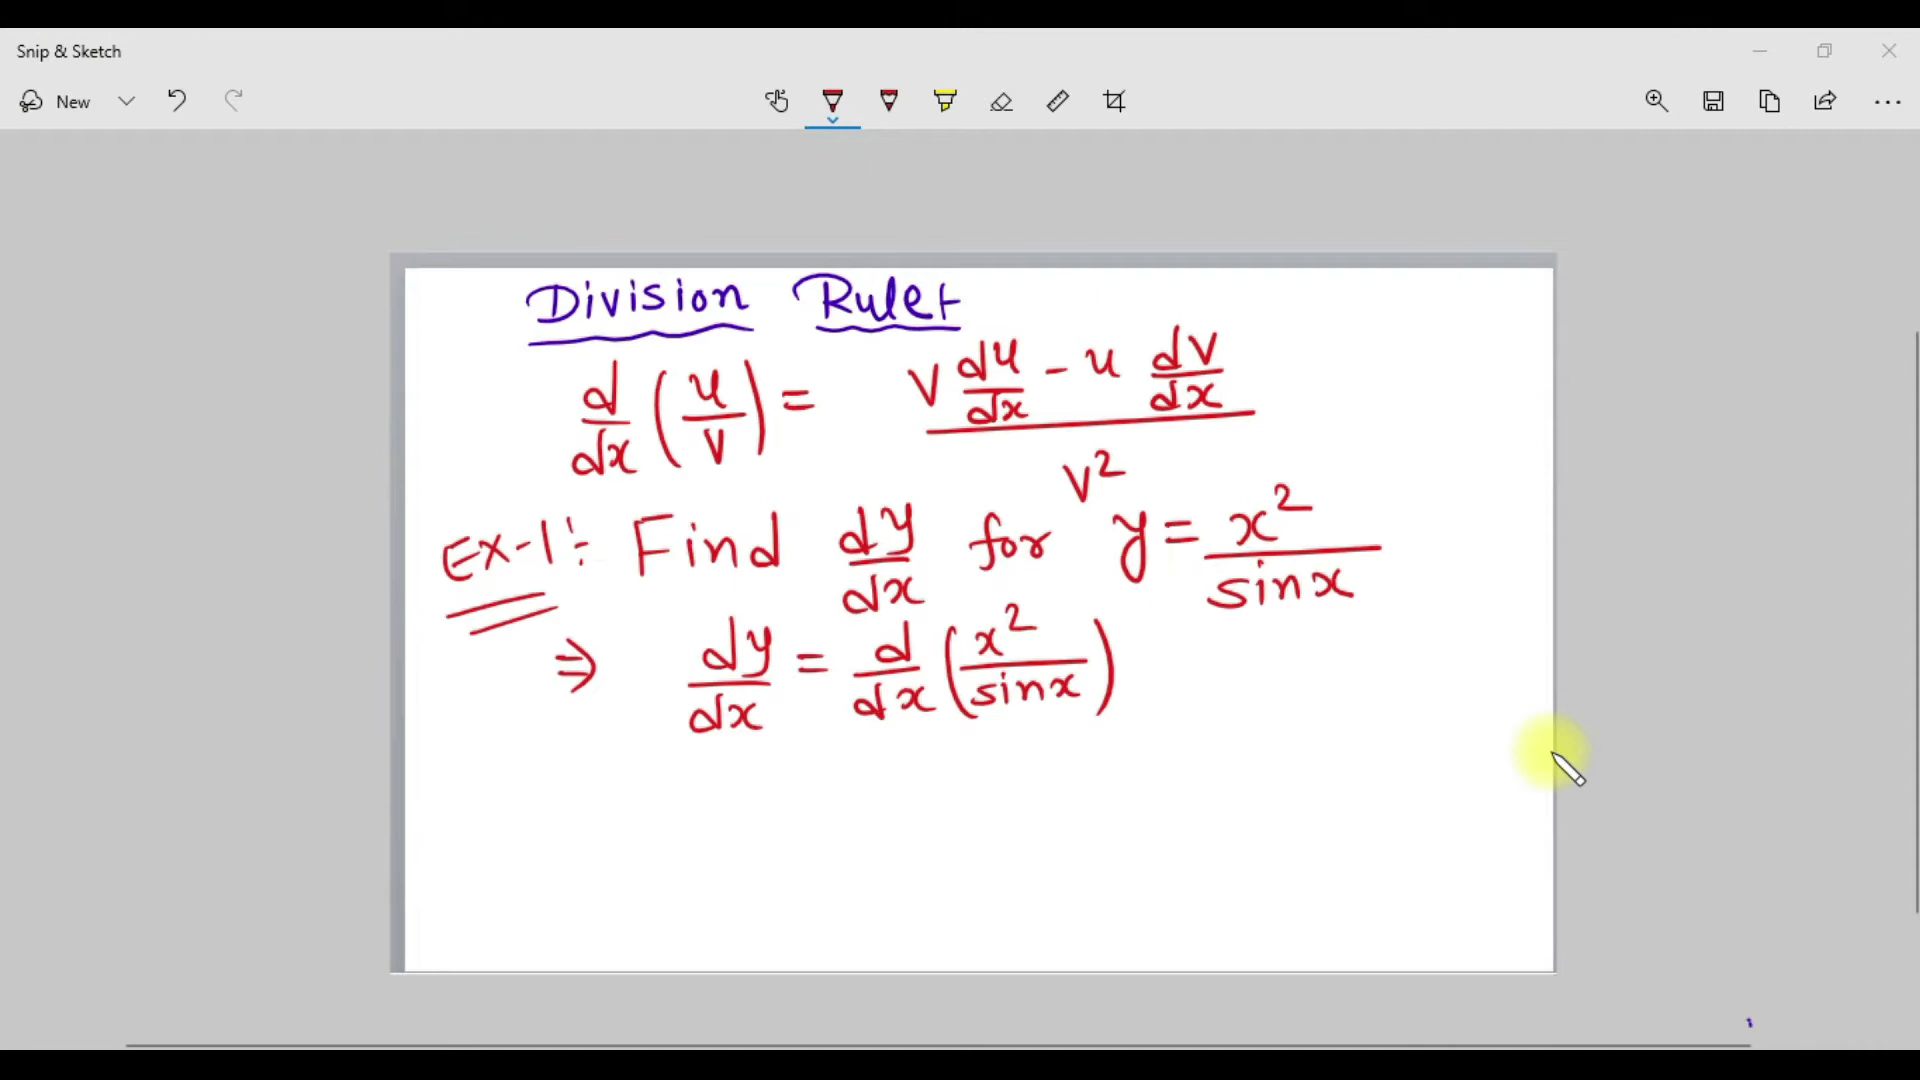 Snip & Sketch
New
Division Rule:-
d/dx (u/v) = (v du/dx - u dv/dx) / v²
Ex-1:- Find dy/dx for y = x²/sinx
⇒ dy/dx = d/dx (x²/sinx)